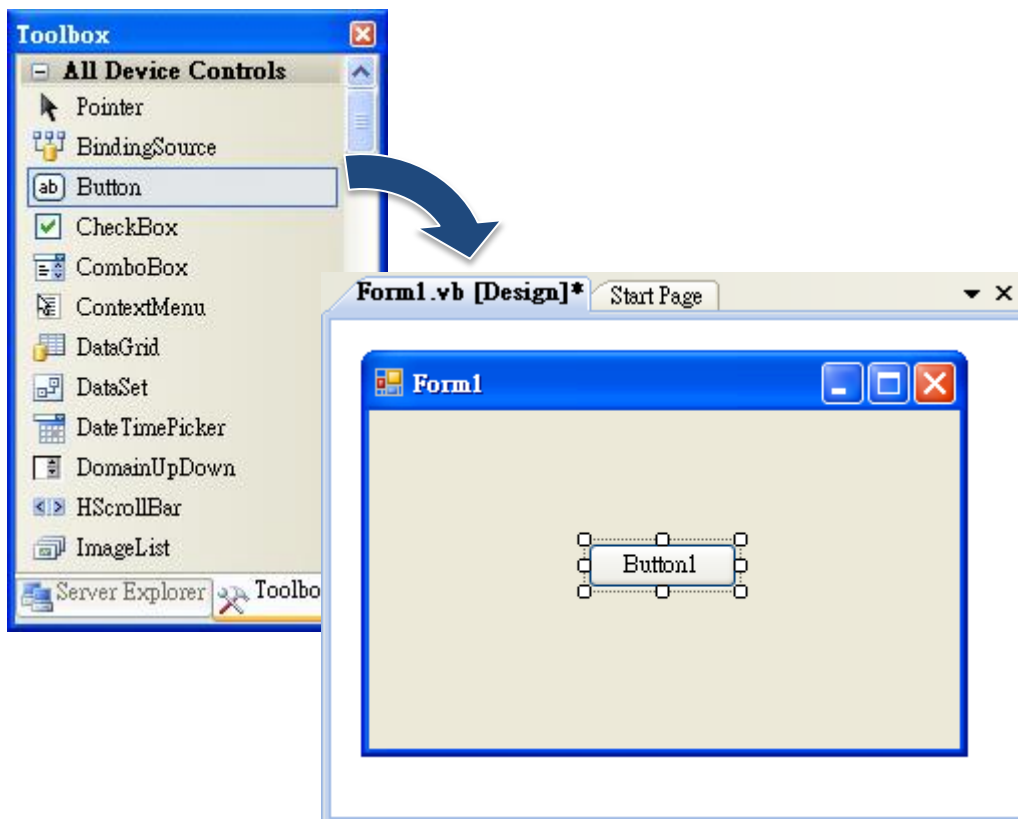 Toolbox
All Device Controls
Pointer
BindingSource
ab Button
CheckBox
ComboBox
ContextMenu
DataGrid
DataSet
DateTimePicker
DomainUpDown
HScrollBar
ImageList
Server Explorer Toolbo
Form1.vb [Design]* Start Page
Form1
Button1